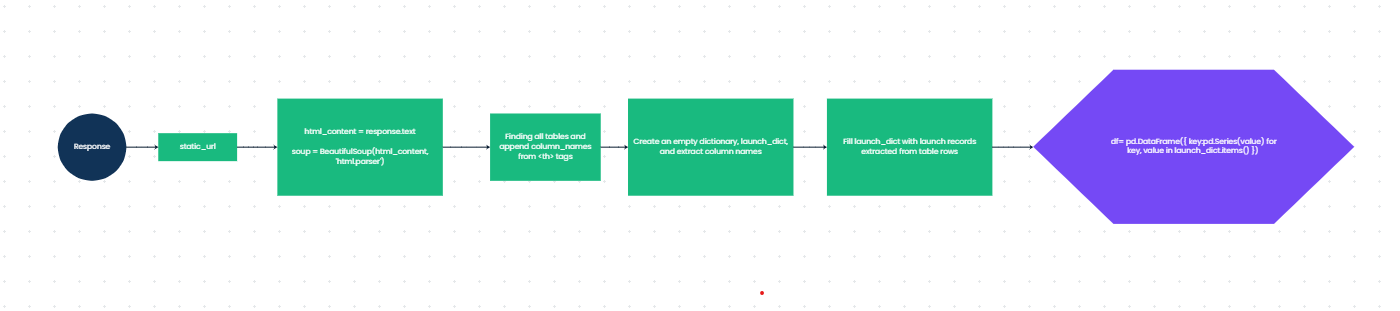 Response
static_url
html_content = response.text
soup = BeautifulSoup(html_content,
'html.parser')
Finding all tables and
append column_names
from <th> tags
Create an empty dictionary, launch_dict,
and extract column names
Fill launch_dict with launch records
extracted from table rows
df= pd.DataFrame({ key:pd.Series(value) for
key, value in launch_dict.items() })